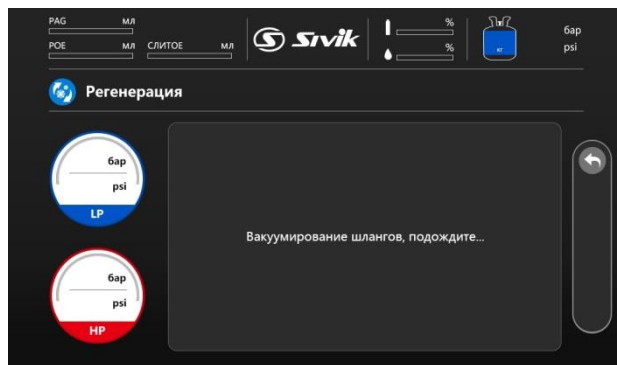 PAG мл
POE мл СЛИТОЕ мл
Sivik
%
%
кг
бар
psi
Регенерация
бар
psi
LP
Вакуумирование шлангов, подождите...
бар
psi
HP